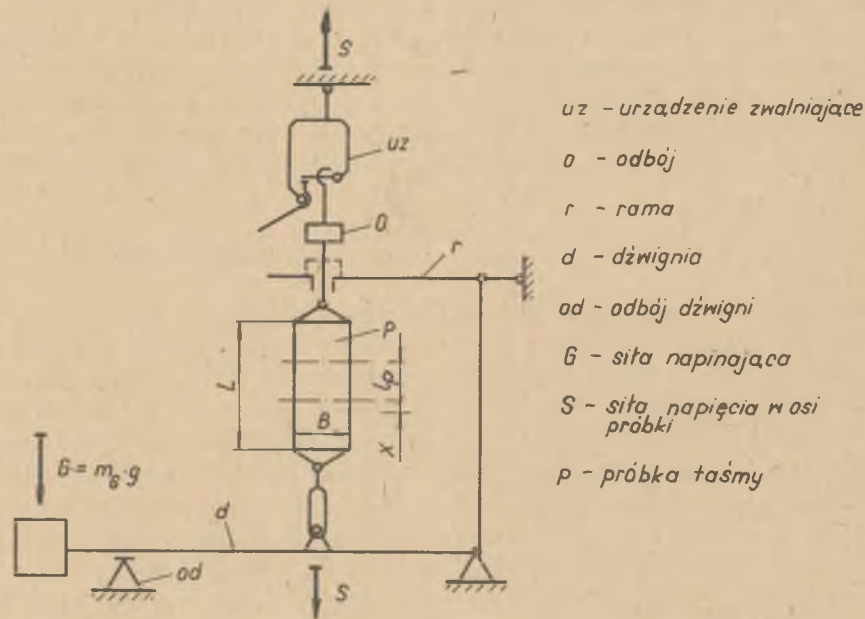 S
uz
O
r
p
L
lp
B
x
G = m_G · g
d
od
S
uz – urządzenie zwalniające
o – odbój
r – rama
d – dźwignia
od – odbój dźwigni
G – siła napinająca
S – siła napięcia w osi
próbki
p – próbka taśmy